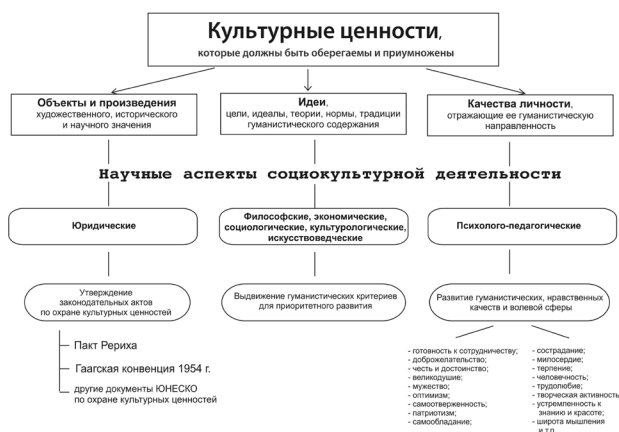 Культурные ценности,
которые должны быть оберегаемы и приумножены
Объекты и произведения
художественного, исторического
и научного значения
Идеи,
цели, идеалы, теории, нормы, традиции
гуманистического содержания
Качества личности,
отражающие ее гуманистическую
направленность
Научные аспекты социокультурной деятельности
Юридические
Философские, экономические,
социологические, культурологические,
искусствоведческие
Психолого-педагогические
Утверждение
законодательных актов
по охране культурных ценностей
Выдвижение гуманистических критериев
для приоритетного развития
Развитие гуманистических, нравственных
качеств и волевой сферы
Пакт Рериха
Гаагская конвенция 1954 г.
другие документы ЮНЕСКО
по охране культурных ценностей
- готовность к сотрудничеству;
- доброжелательство;
- честь и достоинство;
- великодушие;
- мужество;
- оптимизм;
- самоотверженность;
- патриотизм;
- самообладание;
- сострадание;
- милосердие;
- терпение;
- человечность;
- трудолюбие;
- творческая активность
- устремленность к
знанию и красоте;
- широта мышления
и т.п.